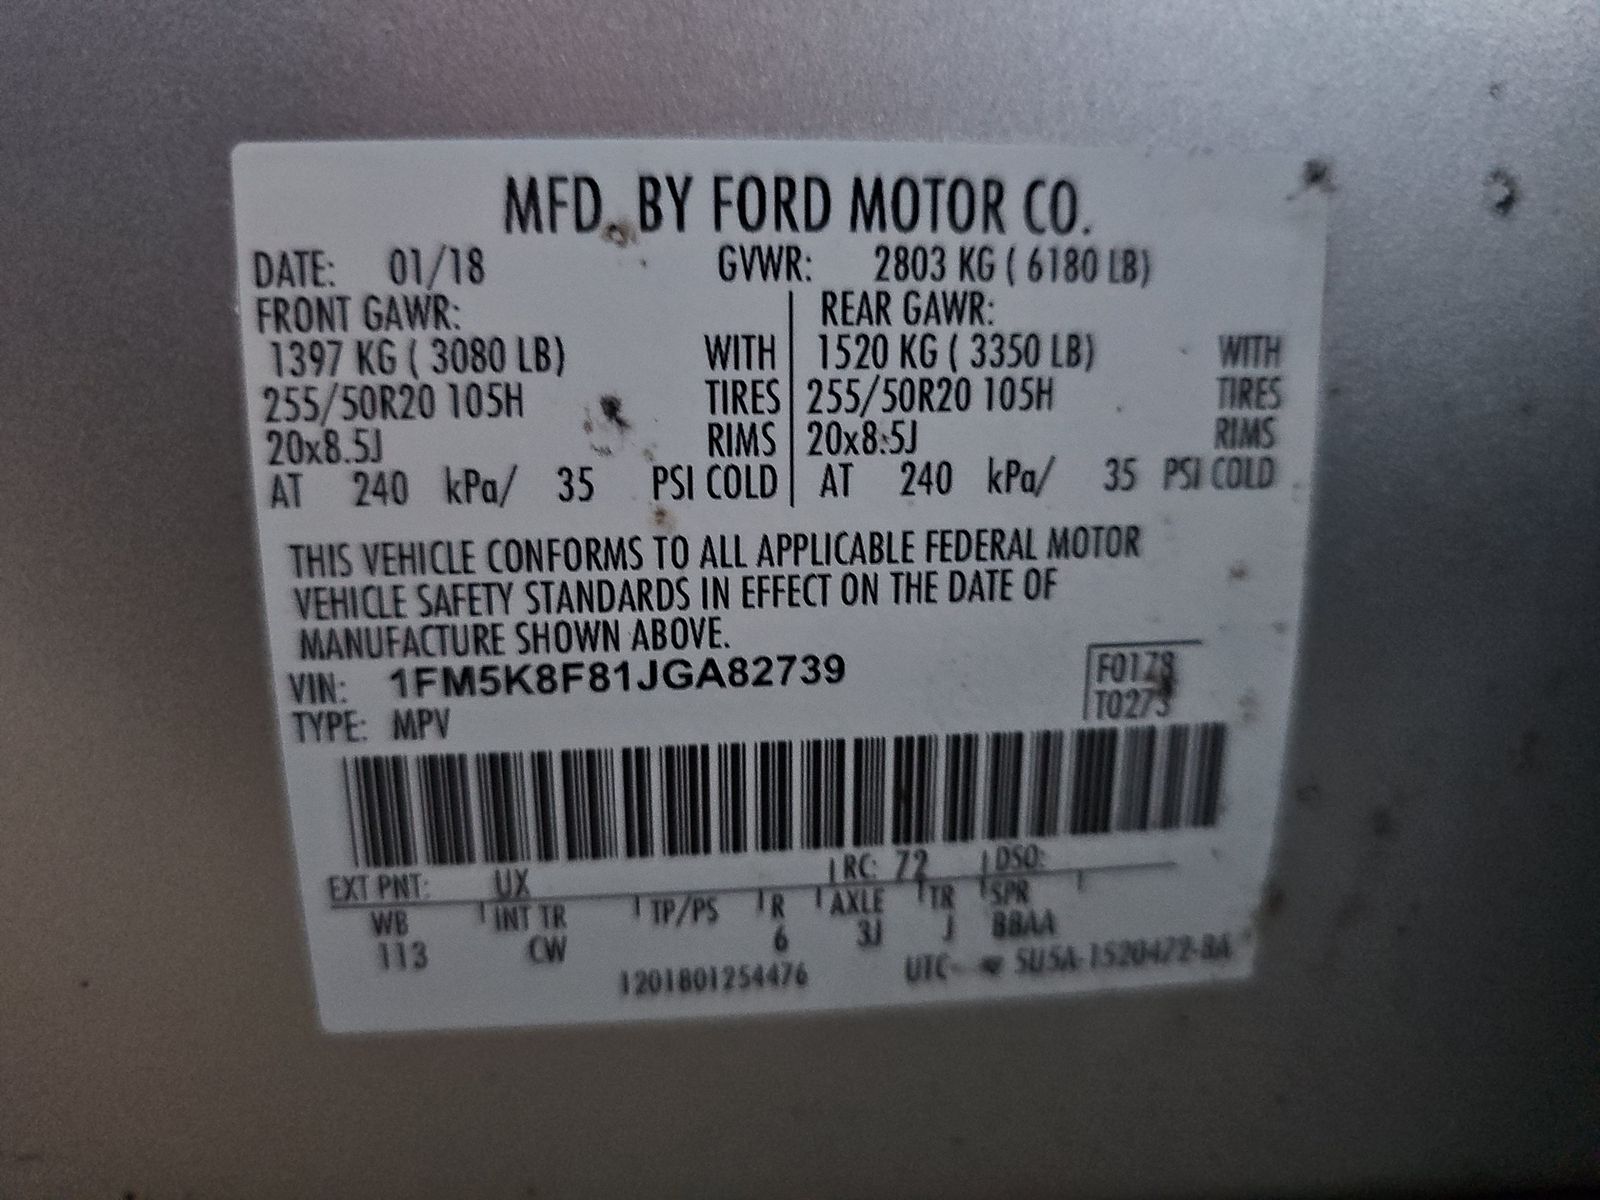 MFD. BY FORD MOTOR CO.
DATE: 01/18 GVWR: 2803 KG ( 6180 LB)
FRONT GAWR: REAR GAWR:
1397 KG ( 3080 LB) WITH 1520 KG ( 3350 LB) WITH
255/50R20 105H TIRES 255/50R20 105H TIRES
20x8.5J RIMS 20x8.5J RIMS
AT 240 kPa/ 35 PSI COLD AT 240 kPa/ 35 PSI COLD
THIS VEHICLE CONFORMS TO ALL APPLICABLE FEDERAL MOTOR
VEHICLE SAFETY STANDARDS IN EFFECT ON THE DATE OF
MANUFACTURE SHOWN ABOVE.
VIN: 1FM5K8F81JGA82739 F0178
TYPE: MPV T0273
EXT PNT: UX RC: 72 DSO:
WB INT TR TP/PS R AXLE TR SPR
113 CW 6 3J J BBAA
1201801254476 UTC